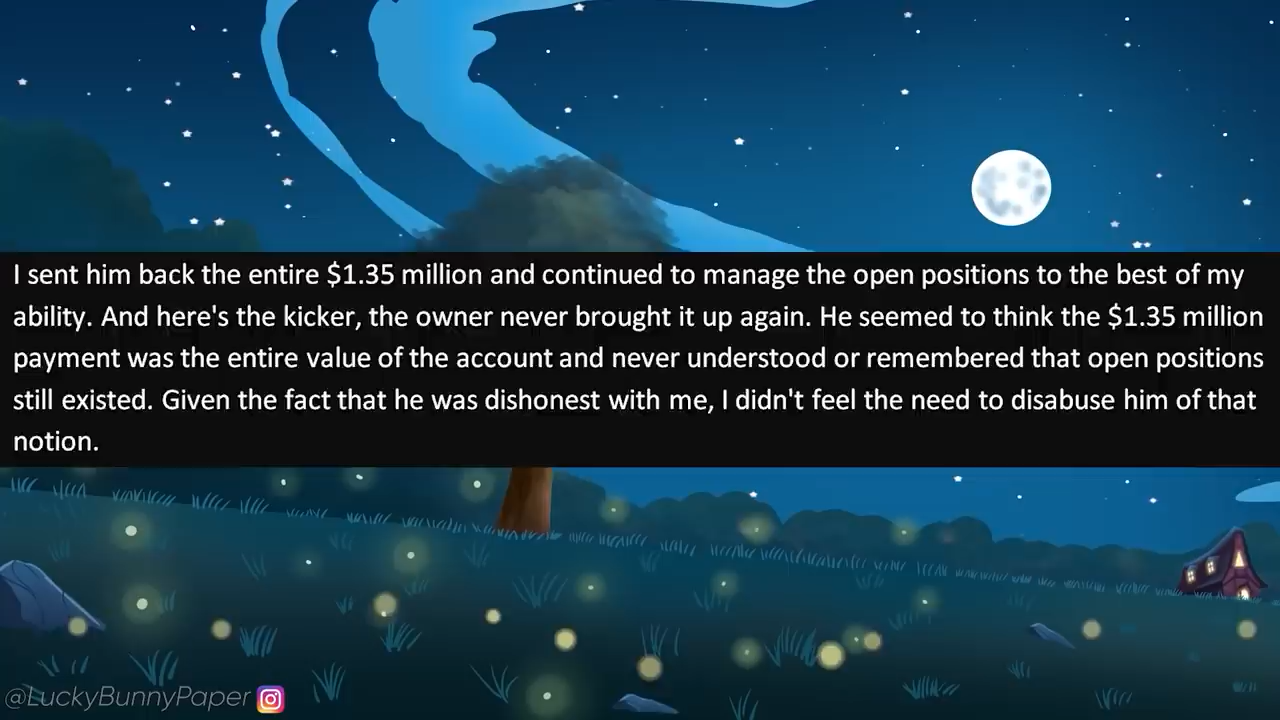 I sent him back the entire $1.35 million and continued to manage the open positions to the best of my
ability. And here's the kicker, the owner never brought it up again. He seemed to think the $1.35 million
payment was the entire value of the account and never understood or remembered that open positions
still existed. Given the fact that he was dishonest with me, I didn't feel the need to disabuse him of that
notion.
@LuckyBunnyPaper